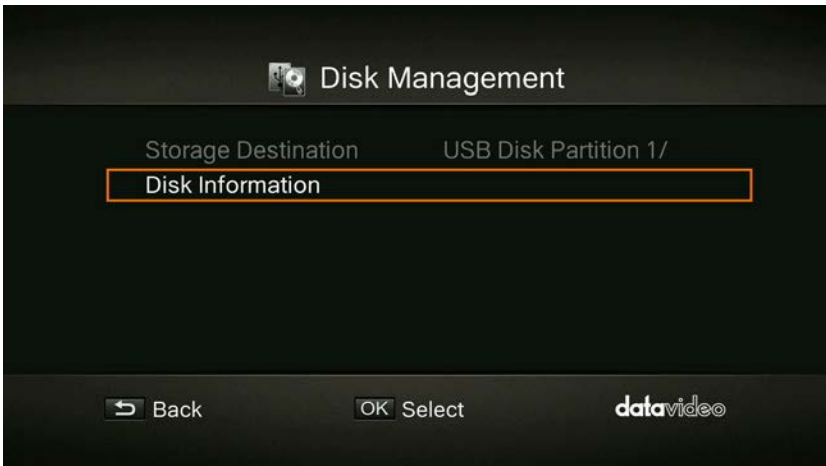 Disk Management
Storage Destination USB Disk Partition 1/
Disk Information
Back OK Select datavideo